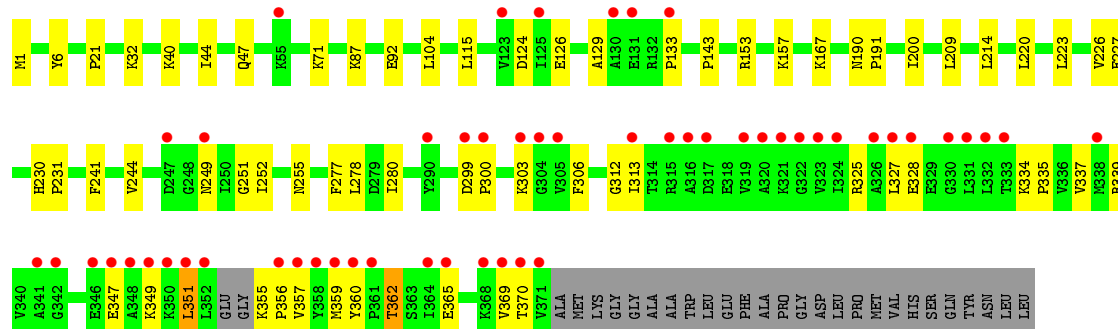 M1 Y6 P21 K32 K40 I44 Q47 K55 K71 K87 E92 L104 L115 V123 D124 I125 E126 A129 A130 E131 R132 P133 P143 R153 K157 K167 N190 P191 I200 L209 L214 L220 L223 V226 E227
H230 P231 F241 V244 D247 G248 N249 I250 G251 L252 N255 F277 L278 D279 I280 Y290 D299 P300 K303 G304 V305 F306 G312 I313 T314 R315 A316 D317 E318 V319 A320 K321 G322 V323 I324 R325 A326 L327 E328 E329 G330 I331 L332 T333 K334 P335 V336 V337 M338 R339
V340 A341 G342 E346 E347 A348 K349 K350 L351 L352 GLU GLY K355 P356 V357 Y358 M359 Y360 P361 T362 S363 I364 E365 K368 V369 T370 V371 ALA MET LYS GLY GLY ALA ALA ALA TRP LEU GLU PHE ALA PRO GLY ASP LEU PRO MET VAL HIS SER GLN TYR ASN LEU LEU